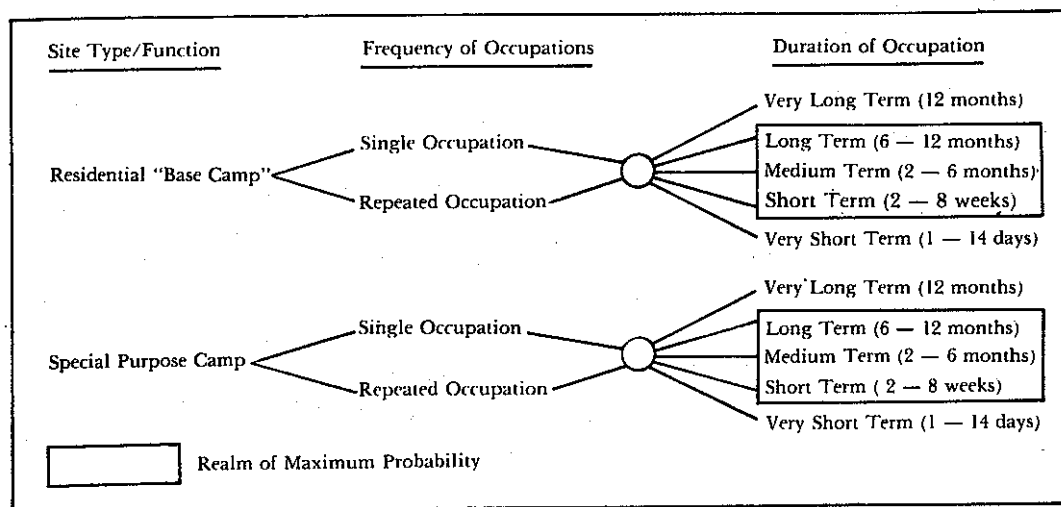 Site Type/Function
Frequency of Occupations
Duration of Occupation
Residential "Base Camp"
Single Occupation
Repeated Occupation
Very Long Term (12 months)
Long Term (6 — 12 months)
Medium Term (2 — 6 months)
Short Term (2 — 8 weeks)
Very Short Term (1 — 14 days)
Special Purpose Camp
Single Occupation
Repeated Occupation
Very Long Term (12 months)
Long Term (6 — 12 months)
Medium Term (2 — 6 months)
Short Term ( 2 — 8 weeks)
Very Short Term (1 — 14 days)
Realm of Maximum Probability